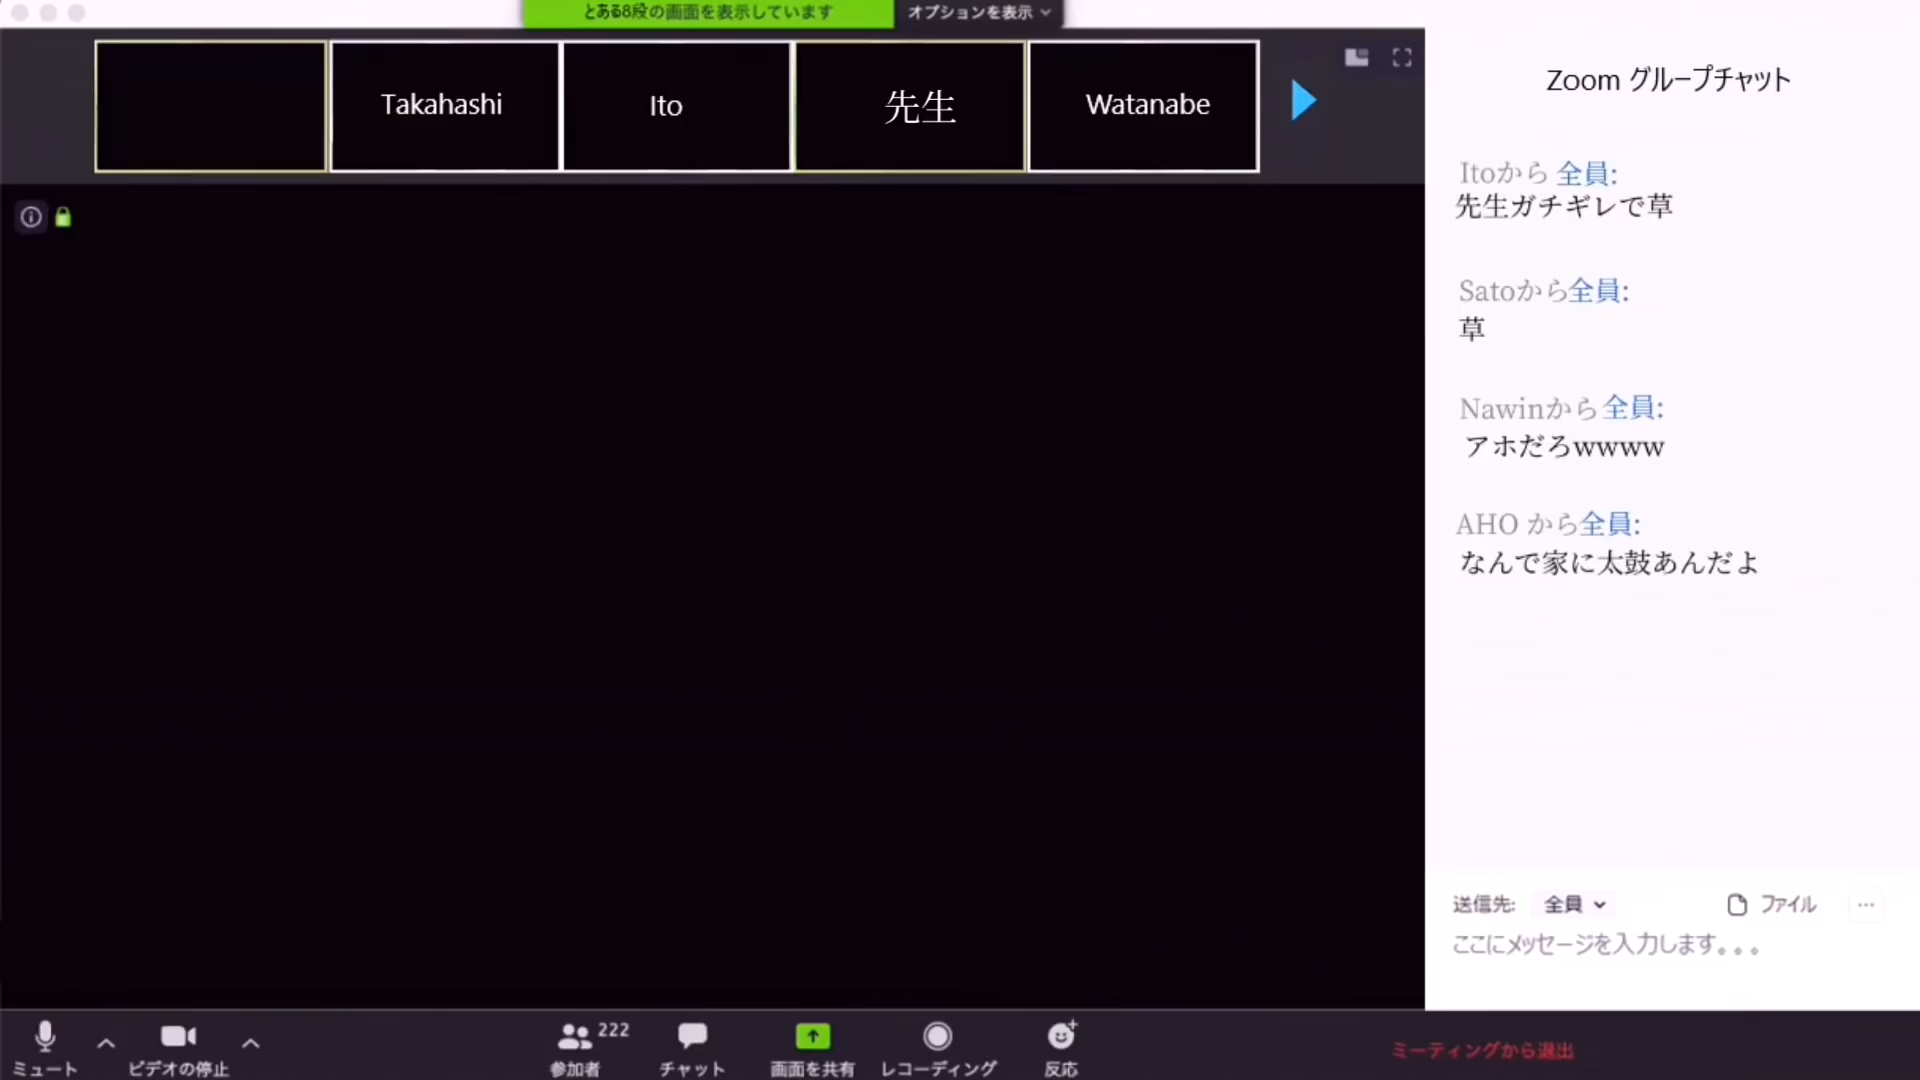 とある8段の画面を表示しています
オプションを表示
Takahashi
Ito
先生
Watanabe
Zoom グループチャット
Itoから 全員:
先生ガチギレで草
Satoから全員:
草
Nawinから 全員:
アホだろwwww
AHO から全員:
なんで家に太鼓あんだよ
送信先: 全員
ファイル
ここにメッセージを入力します。。。
ミュート
ビデオの停止
222
参加者
チャット
画面を共有
レコーディング
反応
ミーティングから退出